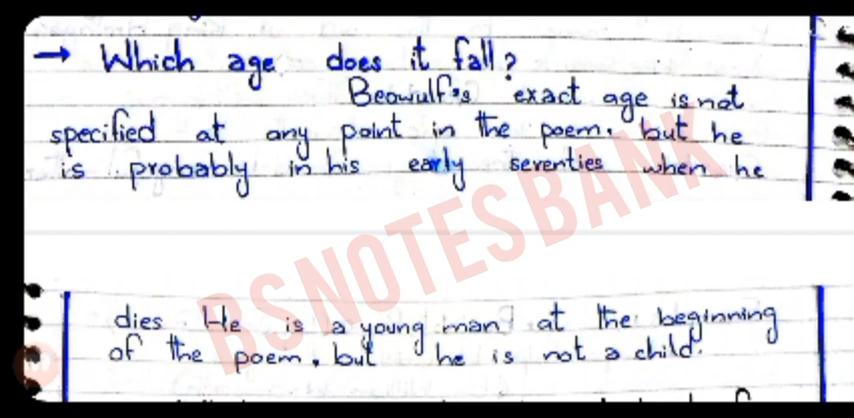 → Which age does it fall?
Beowulf's exact age is not
specified at any point in the poem. but he
is probably in his early seventies when he
dies. He is a young man at the beginning
of the poem, but he is not a child.
BSNOTESBANK